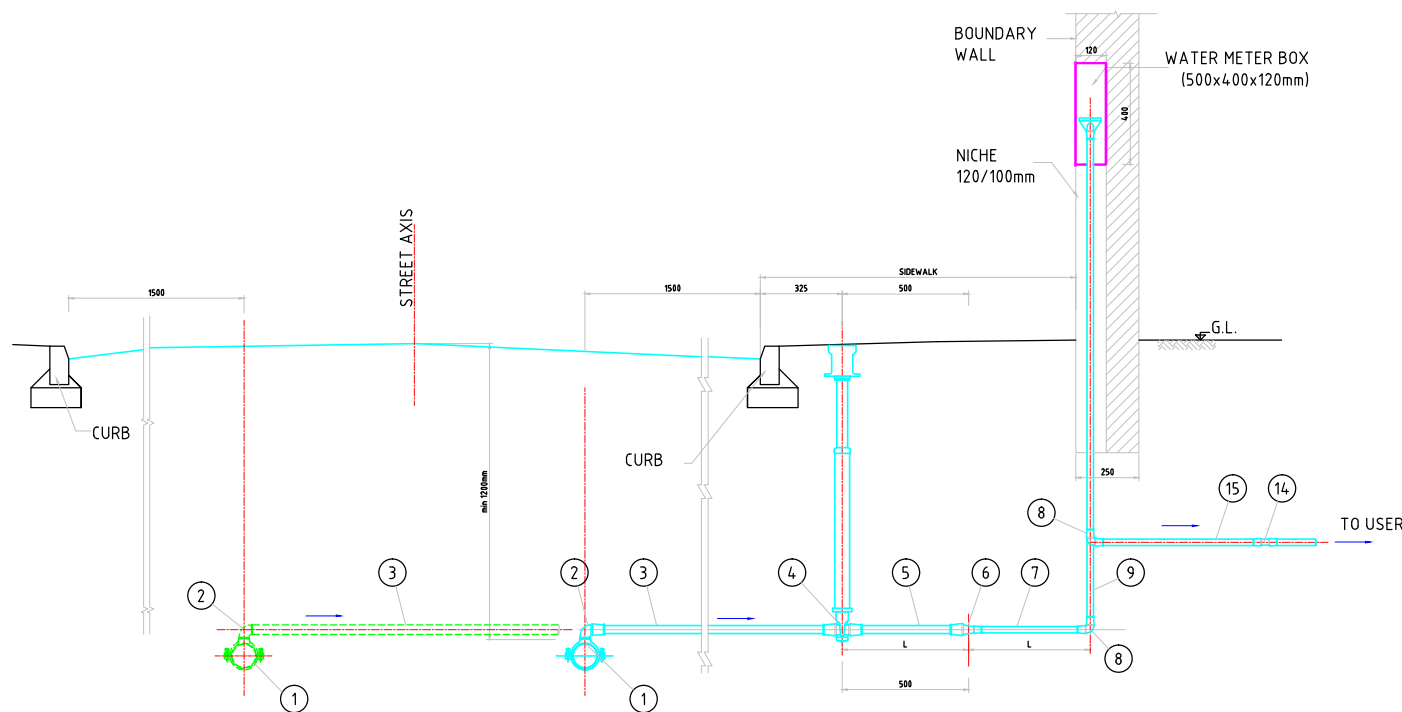 BOUNDARY
WALL
120
WATER METER BOX
(500x400x120mm)
400
NICHE
120/100mm
STREET AXIS
SIDEWALK
1500
1500
325
500
G.L.
CURB
CURB
min 1200mm
250
15
14
8
TO USER
2
3
2
3
4
5
6
7
9
L
L
8
500
1
1